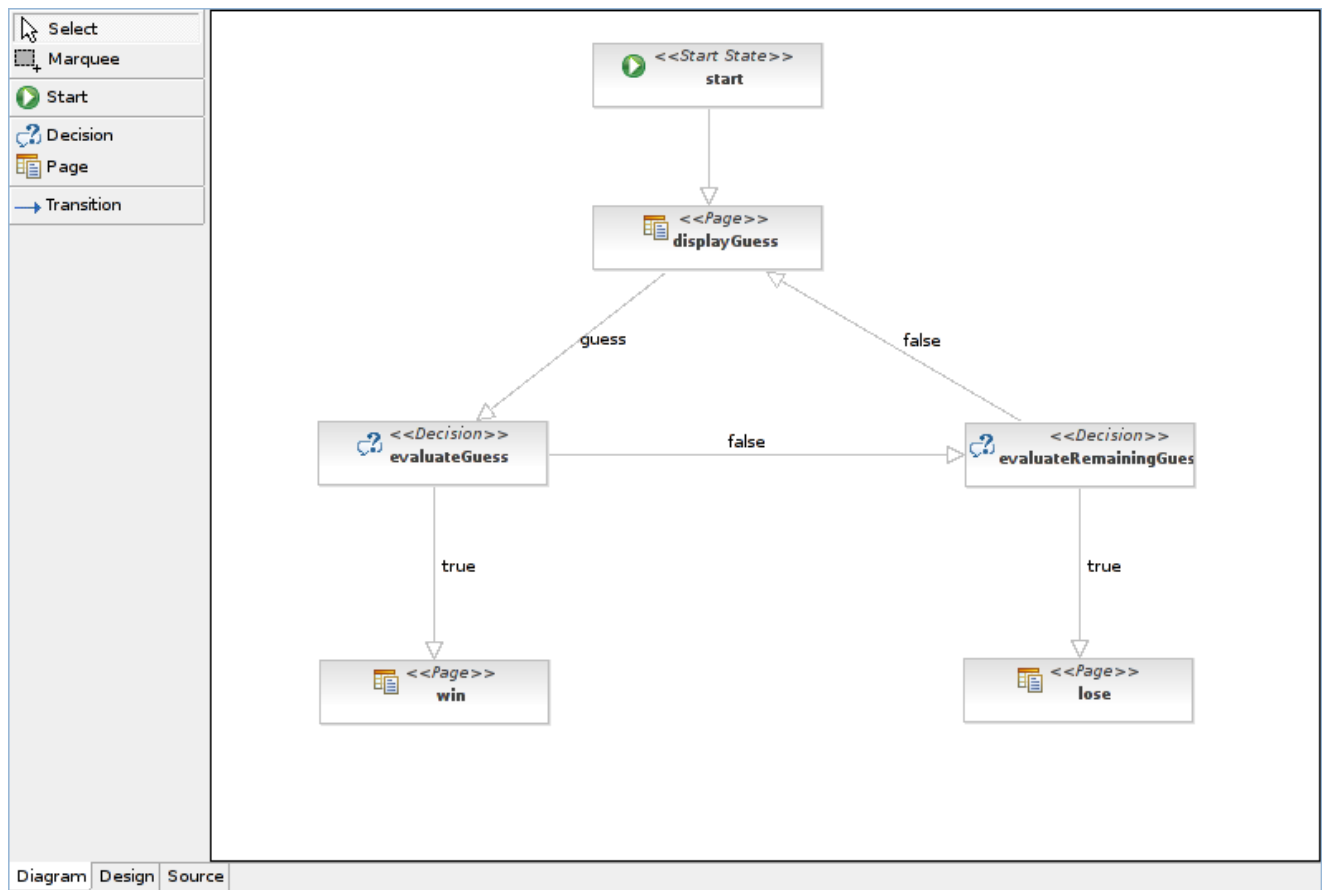 Select
Marquee
Start
Decision
Page
Transition
<<Start State>>
start
<<Page>>
displayGuess
guess
false
<<Decision>>
evaluateGuess
false
<<Decision>>
evaluateRemainingGues
true
true
<<Page>>
win
<<Page>>
lose
Diagram Design Source